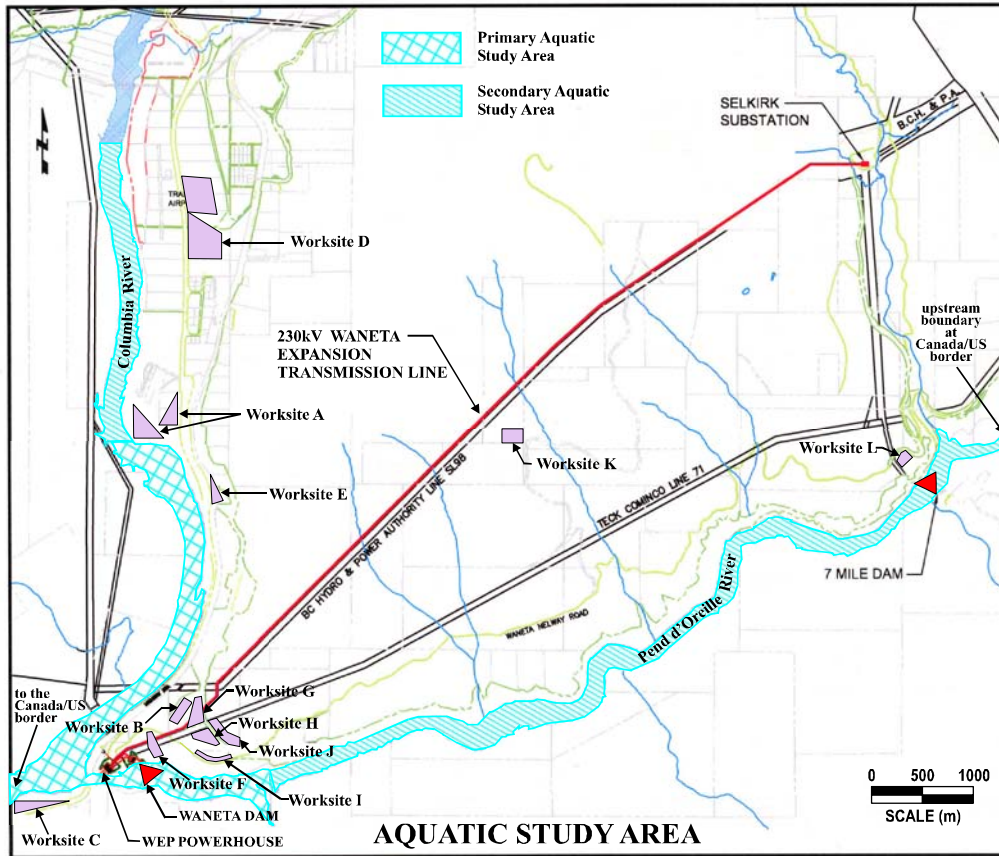 Primary Aquatic
Study Area
Secondary Aquatic
Study Area
SELKIRK
SUBSTATION
B.C.H. & P.A.
Worksite D
Columbia River
230kV WANETA
EXPANSION
TRANSMISSION LINE
upstream
boundary
at
Canada/US
border
Worksite A
Worksite K
Worksite L
Worksite E
BC HYDRO & POWER AUTHORITY LINE SL98
TECK COMINCO LINE 71
7 MILE DAM
WANETA NELWAY ROAD
Pend d'Orcille River
to the
Canada/US
border
Worksite G
Worksite B
Worksite H
Worksite J
Worksite F
Worksite I
WANETA DAM
Worksite C
WEP POWERHOUSE
AQUATIC STUDY AREA
0 500 1000
SCALE (m)